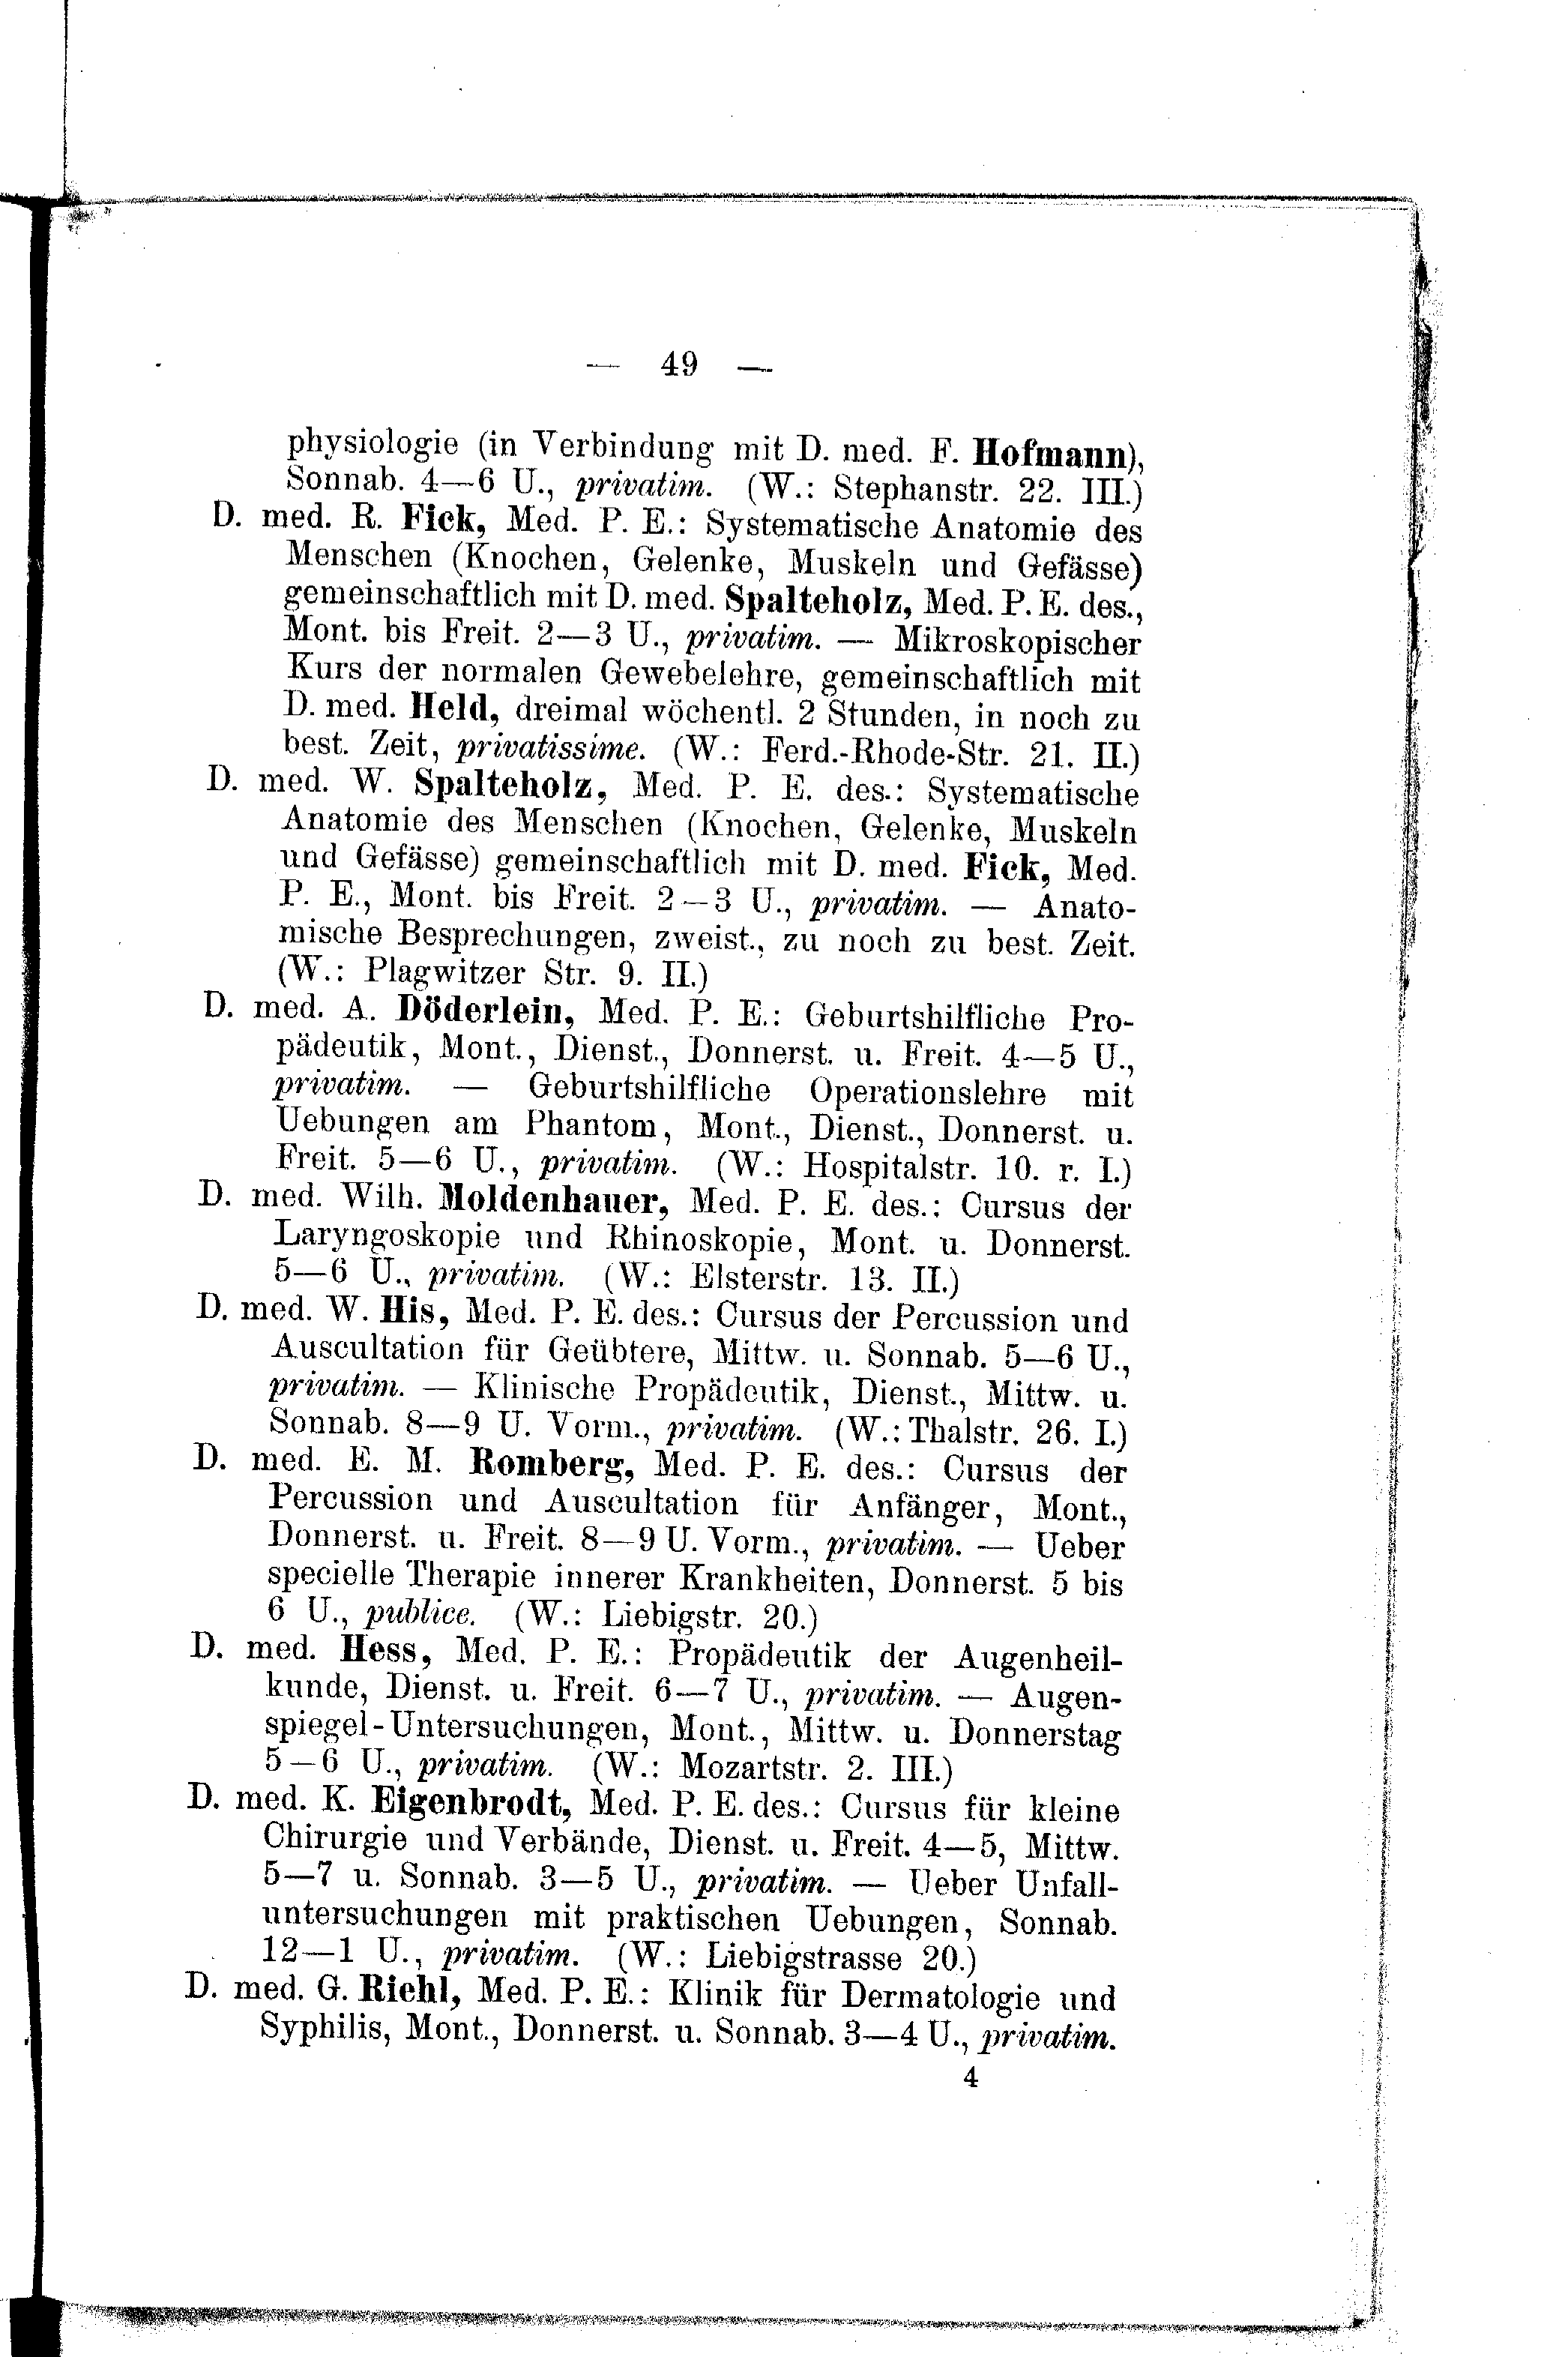 — 49 —
physiologie (in Verbindung mit D. med. F. Hofmann),
Sonnab. 4—6 U., privatim. (W.: Stephanstr. 22. III.)
D. med. R. Fick, Med. P. E.: Systematische Anatomie des
Menschen (Knochen, Gelenke, Muskeln und Gefässe)
gemeinschaftlich mit D. med. Spalteholz, Med. P. E. des.,
Mont. bis Freit. 2—3 U., privatim. — Mikroskopischer
Kurs der normalen Gewebelehre, gemeinschaftlich mit
D. med. Held, dreimal wöchentl. 2 Stunden, in noch zu
best. Zeit, privatissime. (W.: Ferd.-Rhode-Str. 21. II.)
D. med. W. Spalteholz, Med. P. E. des.: Systematische
Anatomie des Menschen (Knochen, Gelenke, Muskeln
und Gefässe) gemeinschaftlich mit D. med. Fick, Med.
P. E., Mont. bis Freit. 2—3 U., privatim. — Anato-
mische Besprechungen, zweist., zu noch zu best. Zeit.
(W.: Plagwitzer Str. 9. II.)
D. med. A. Döderlein, Med. P. E.: Geburtshilfliche Pro-
pädeutik, Mont., Dienst., Donnerst. u. Freit. 4—5 U.,
privatim. — Geburtshilfliche Operationslehre mit
Uebungen am Phantom, Mont., Dienst., Donnerst. u.
Freit. 5—6 U., privatim. (W.: Hospitalstr. 10. r. I.)
D. med. Wilh. Moldenhauer, Med. P. E. des.: Cursus der
Laryngoskopie und Rhinoskopie, Mont. u. Donnerst.
5—6 U., privatim. (W.: Elsterstr. 13. II.)
D. med. W. His, Med. P. E. des.: Cursus der Percussion und
Auscultation für Geübtere, Mittw. u. Sonnab. 5—6 U.,
privatim. — Klinische Propädeutik, Dienst., Mittw. u.
Sonnab. 8—9 U. Vorm., privatim. (W.: Thalstr. 26. I.)
D. med. E. M. Romberg, Med. P. E. des.: Cursus der
Percussion und Auscultation für Anfänger, Mont.,
Donnerst. u. Freit. 8—9 U. Vorm., privatim. — Ueber
specielle Therapie innerer Krankheiten, Donnerst. 5 bis
6 U., publice. (W.: Liebigstr. 20.)
D. med. Hess, Med. P. E.: Propädeutik der Augenheil-
kunde, Dienst. u. Freit. 6—7 U., privatim. — Augen-
spiegel-Untersuchungen, Mont., Mittw. u. Donnerstag
5—6 U., privatim. (W.: Mozartstr. 2. III.)
D. med. K. Eigenbrodt, Med. P. E. des.: Cursus für kleine
Chirurgie und Verbände, Dienst. u. Freit. 4—5, Mittw.
5—7 u. Sonnab. 3—5 U., privatim. — Ueber Unfall-
untersuchungen mit praktischen Uebungen, Sonnab.
12—1 U., privatim. (W.: Liebigstrasse 20.)
D. med. G. Riehl, Med. P. E.: Klinik für Dermatologie und
Syphilis, Mont., Donnerst. u. Sonnab. 3—4 U., privatim.
4